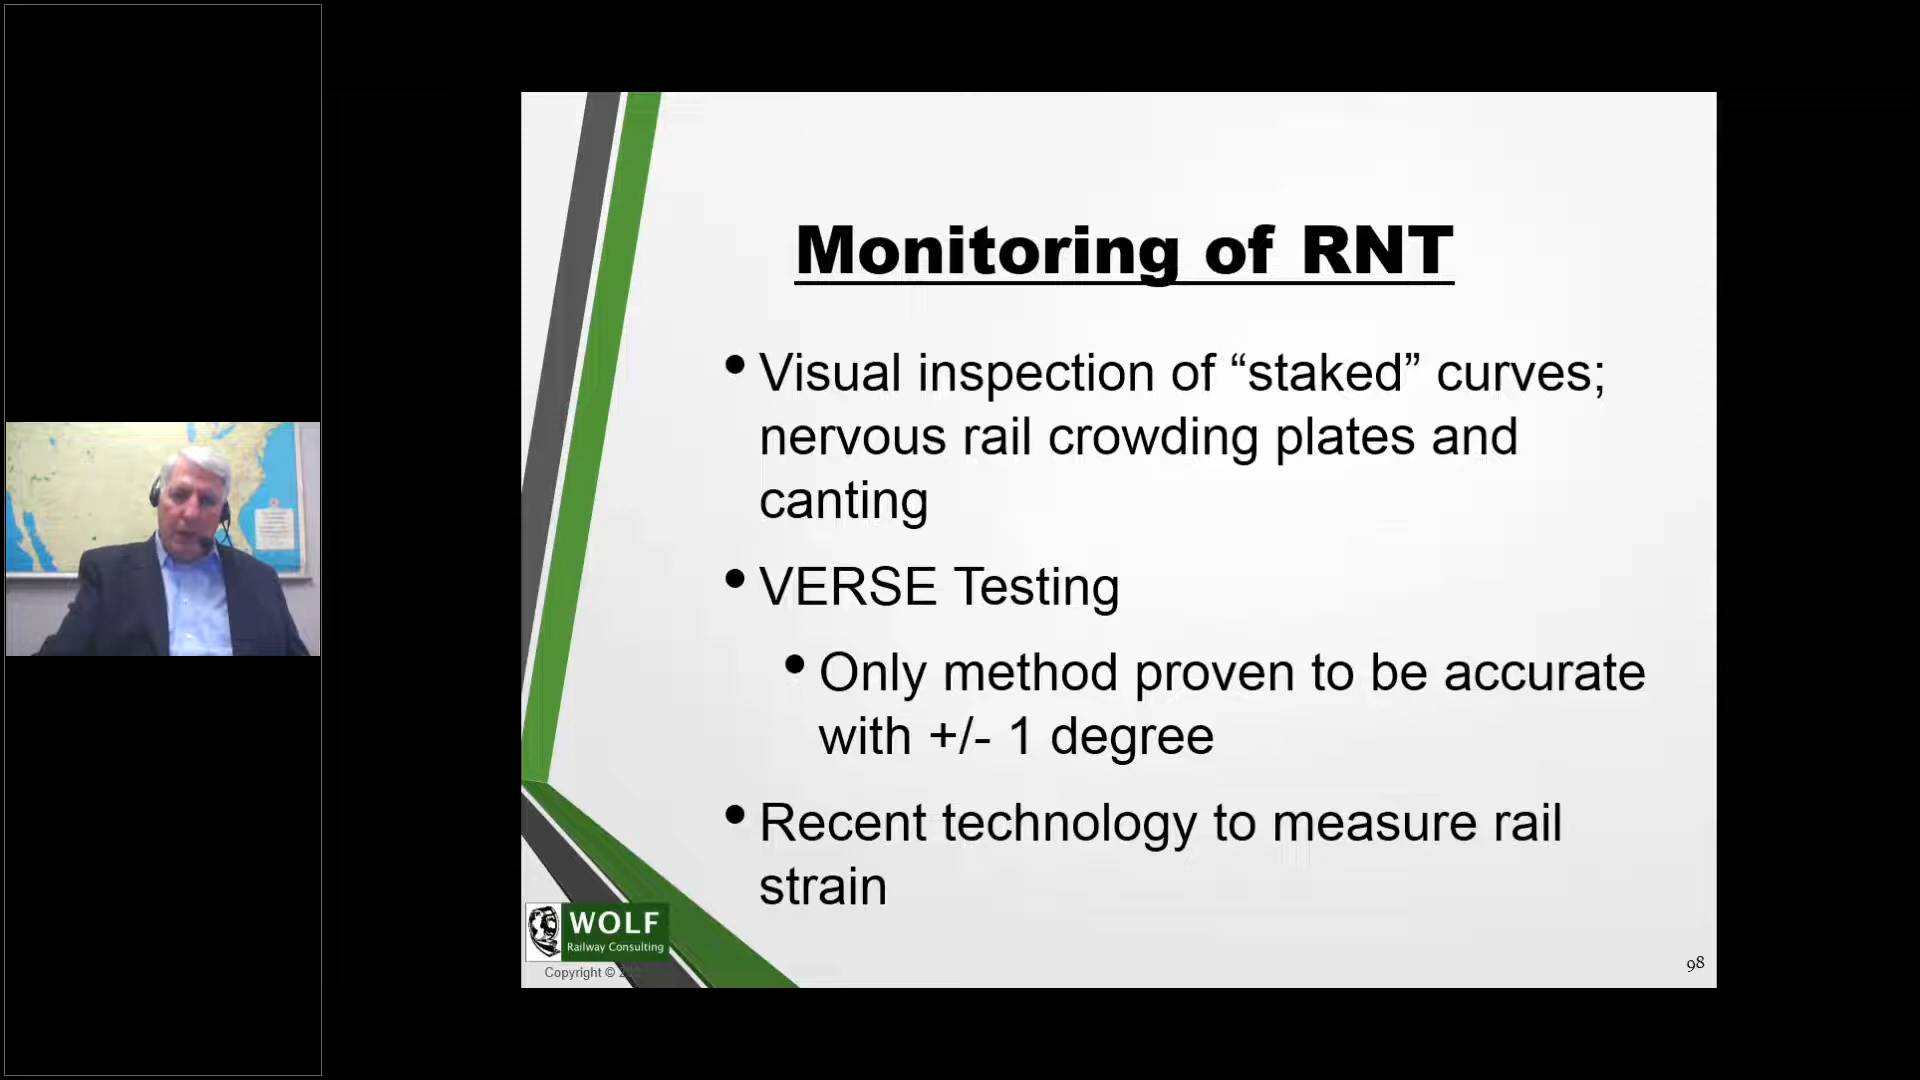 Monitoring of RNT
• Visual inspection of “staked” curves;
nervous rail crowding plates and
canting
• VERSE Testing
• Only method proven to be accurate
with +/- 1 degree
• Recent technology to measure rail
strain
WOLF
Railway Consulting
Copyright ©
98